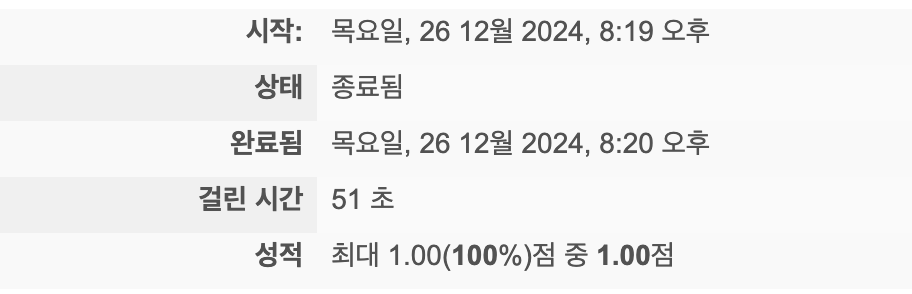 시작: 목요일, 26 12월 2024, 8:19 오후
상태 종료됨
완료됨 목요일, 26 12월 2024, 8:20 오후
걸린 시간 51 초
성적 최대 1.00(100%)점 중 1.00점